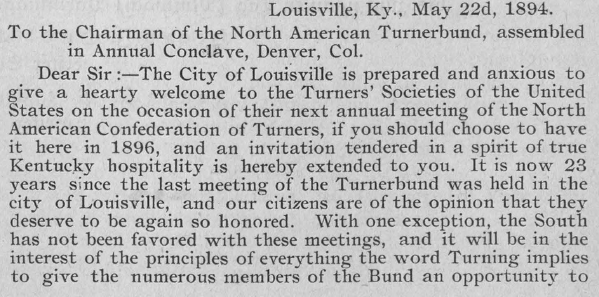 Louisville, Ky., May 22d, 1894.
To the Chairman of the North American Turnerbund, assembled
in Annual Conclave, Denver, Col.
Dear Sir:—The City of Louisville is prepared and anxious to
give a hearty welcome to the Turners' Societies of the United
States on the occasion of their next annual meeting of the North
American Confederation of Turners, if you should choose to have
it here in 1896, and an invitation tendered in a spirit of true
Kentucky hospitality is hereby extended to you. It is now 23
years since the last meeting of the Turnerbund was held in the
city of Louisville, and our citizens are of the opinion that they
deserve to be again so honored. With one exception, the South
has not been favored with these meetings, and it will be in the
interest of the principles of everything the word Turning implies
to give the numerous members of the Bund an opportunity to